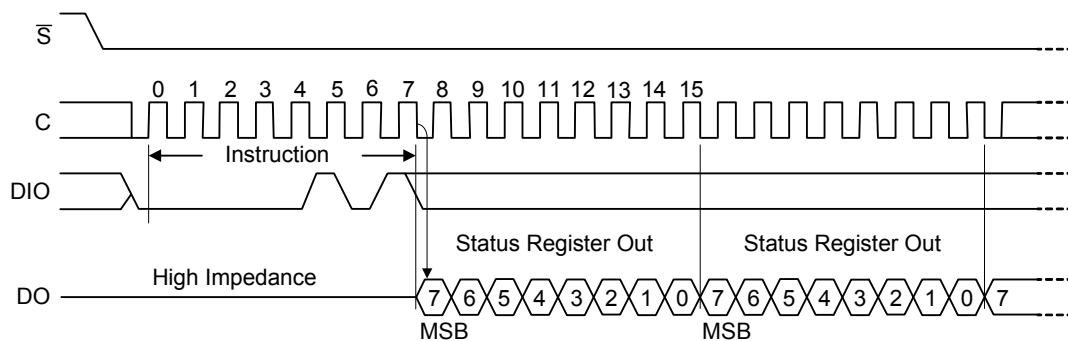 S
0 1 2 3 4 5 6 7 8 9 10 11 12 13 14 15
C
Instruction
DIO
Status Register Out Status Register Out
High Impedance
DO 7 6 5 4 3 2 1 0 7 6 5 4 3 2 1 0 7
MSB MSB